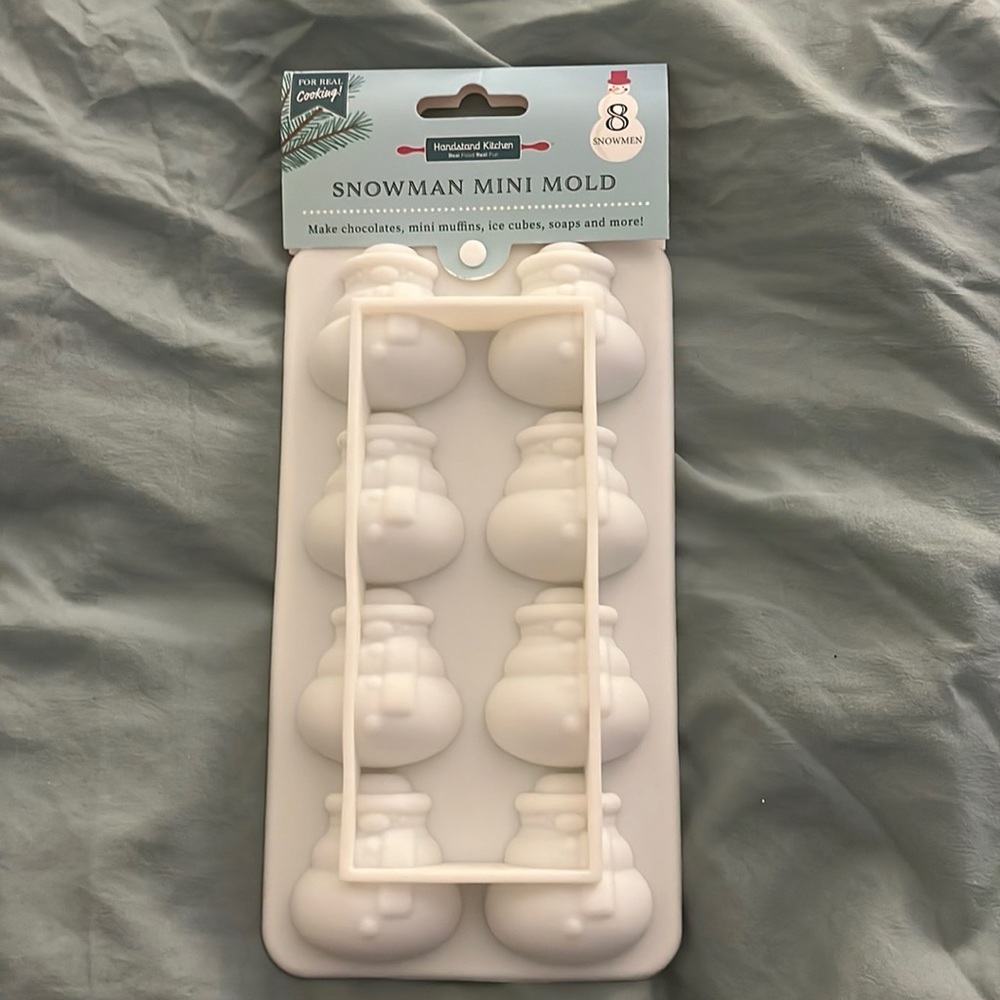 FOR REAL
Cooking!
8
SNOWMEN
Handstand Kitchen
Real Food Real Fun
SNOWMAN MINI MOLD
Make chocolates, mini muffins, ice cubes, soaps and more!